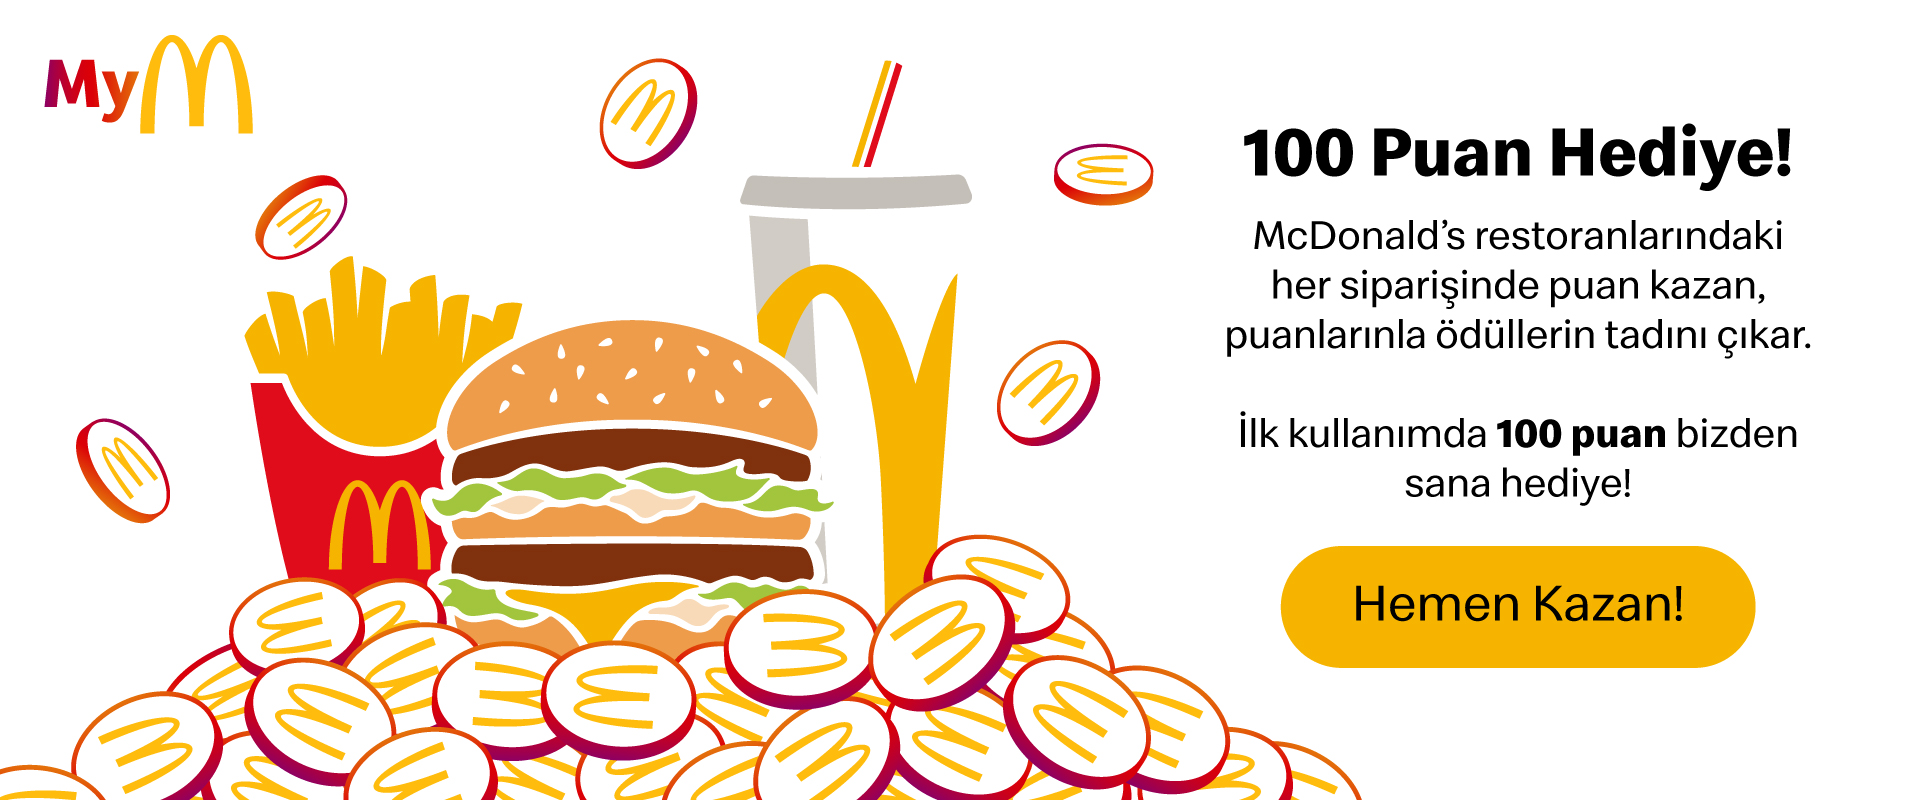 My
100 Puan Hediye!
McDonald’s restoranlarındaki
her siparişinde puan kazan,
puanlarınla ödüllerin tadını çıkar.
İlk kullanımda 100 puan bizden
sana hediye!
Hemen Kazan!